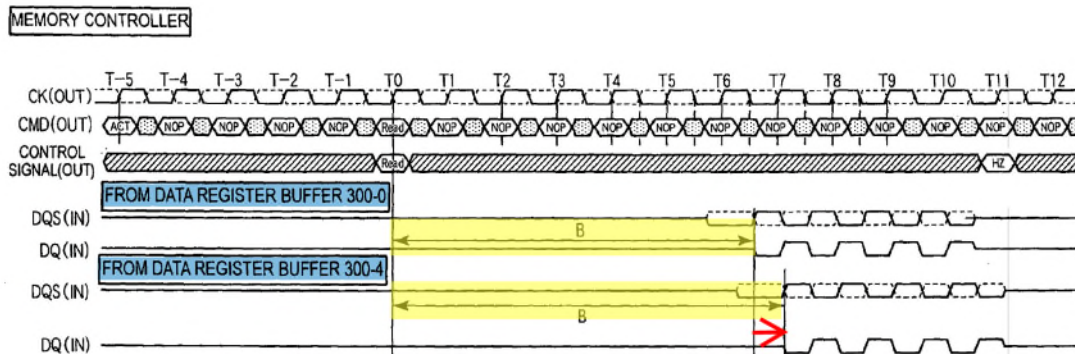 MEMORY CONTROLLER
T-5 T-4 T-3 T-2 T-1 T0 T1 T2 T3 T4 T5 T6 T7 T8 T9 T10 T11 T12
CK(OUT)
CMD(OUT) ACT NOP NOP NOP NOP Read NOP NOP NOP NOP NOP NOP NOP NOP NOP NOP NOP NOP
CONTROL
SIGNAL(OUT) Read HZ
FROM DATA REGISTER BUFFER 300-0
DQS(IN)
B
DQ(IN)
FROM DATA REGISTER BUFFER 300-4
DQS(IN)
B
DQ(IN)